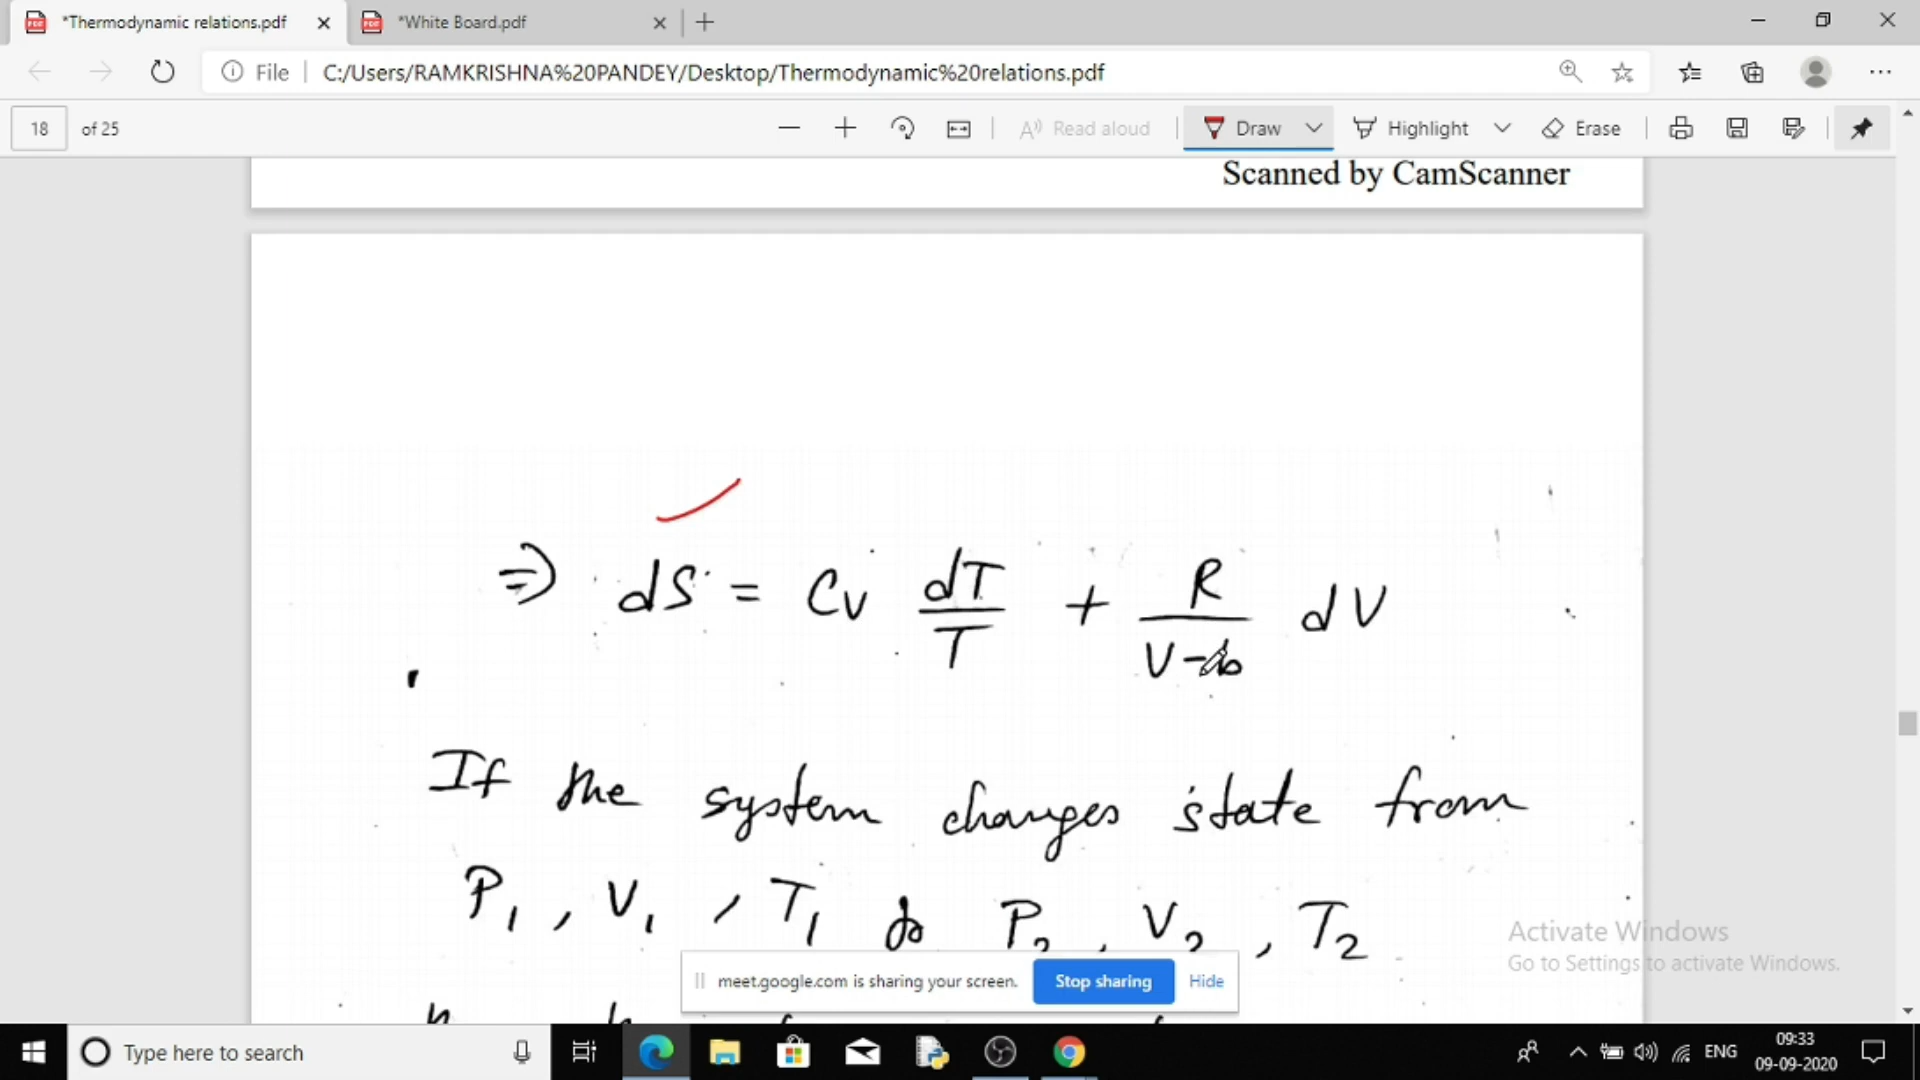 *Thermodynamic relations.pdf
*White Board.pdf
File
C:/Users/RAMKRISHNA%20PANDEY/Desktop/Thermodynamic%20relations.pdf
18 of 25
Read aloud
Draw
Highlight
Erase
Scanned by CamScanner
⇒ dS = Cv dT/T + R/(V-b) dV
If the system changes state from
P1, V1, T1 to P2, V2, T2
Activate Windows
Go to Settings to activate Windows.
meet.google.com is sharing your screen.
Stop sharing
Hide
Type here to search
ENG
09:33
09-09-2020